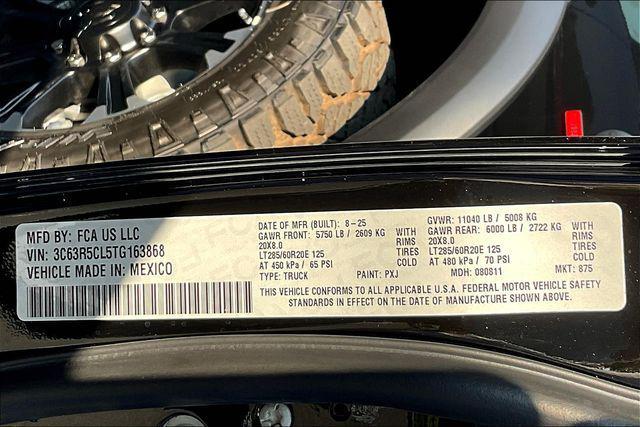 MFD BY: FCA US LLC
VIN: 3C63R5CL5TG163868
VEHICLE MADE IN: MEXICO
DATE OF MFR (BUILT): 8-25
GVWR: 11040 LB / 5008 KG
GAWR FRONT: 5750 LB / 2609 KG WITH
20X8.0 RIMS
LT285/60R20E 125 TIRES
AT 450 kPa / 65 PSI COLD
GAWR REAR: 6000 LB / 2722 KG WITH
20X8.0 RIMS
LT285/60R20E 125 TIRES
AT 480 kPa / 70 PSI COLD
TYPE: TRUCK PAINT: PXJ MDH: 080811 MKT: 875
THIS VEHICLE CONFORMS TO ALL APPLICABLE U.S.A. FEDERAL MOTOR VEHICLE SAFETY
STANDARDS IN EFFECT ON THE DATE OF MANUFACTURE SHOWN ABOVE.